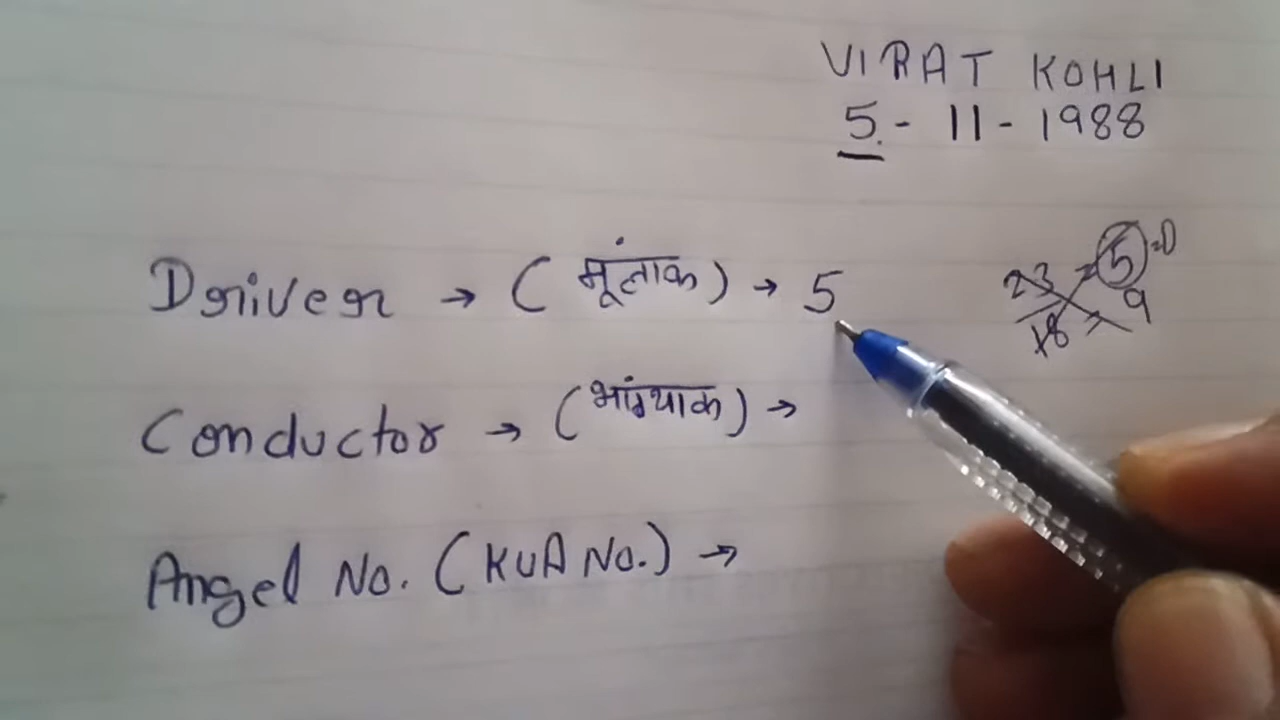 VIRAT KOHLI
5 - 11 - 1988
Driver → (मूंलाक) → 5
23 = 5 = D
18 = 9
Conductor → (भांग्याक) →
Angel No. (KUA No.) →